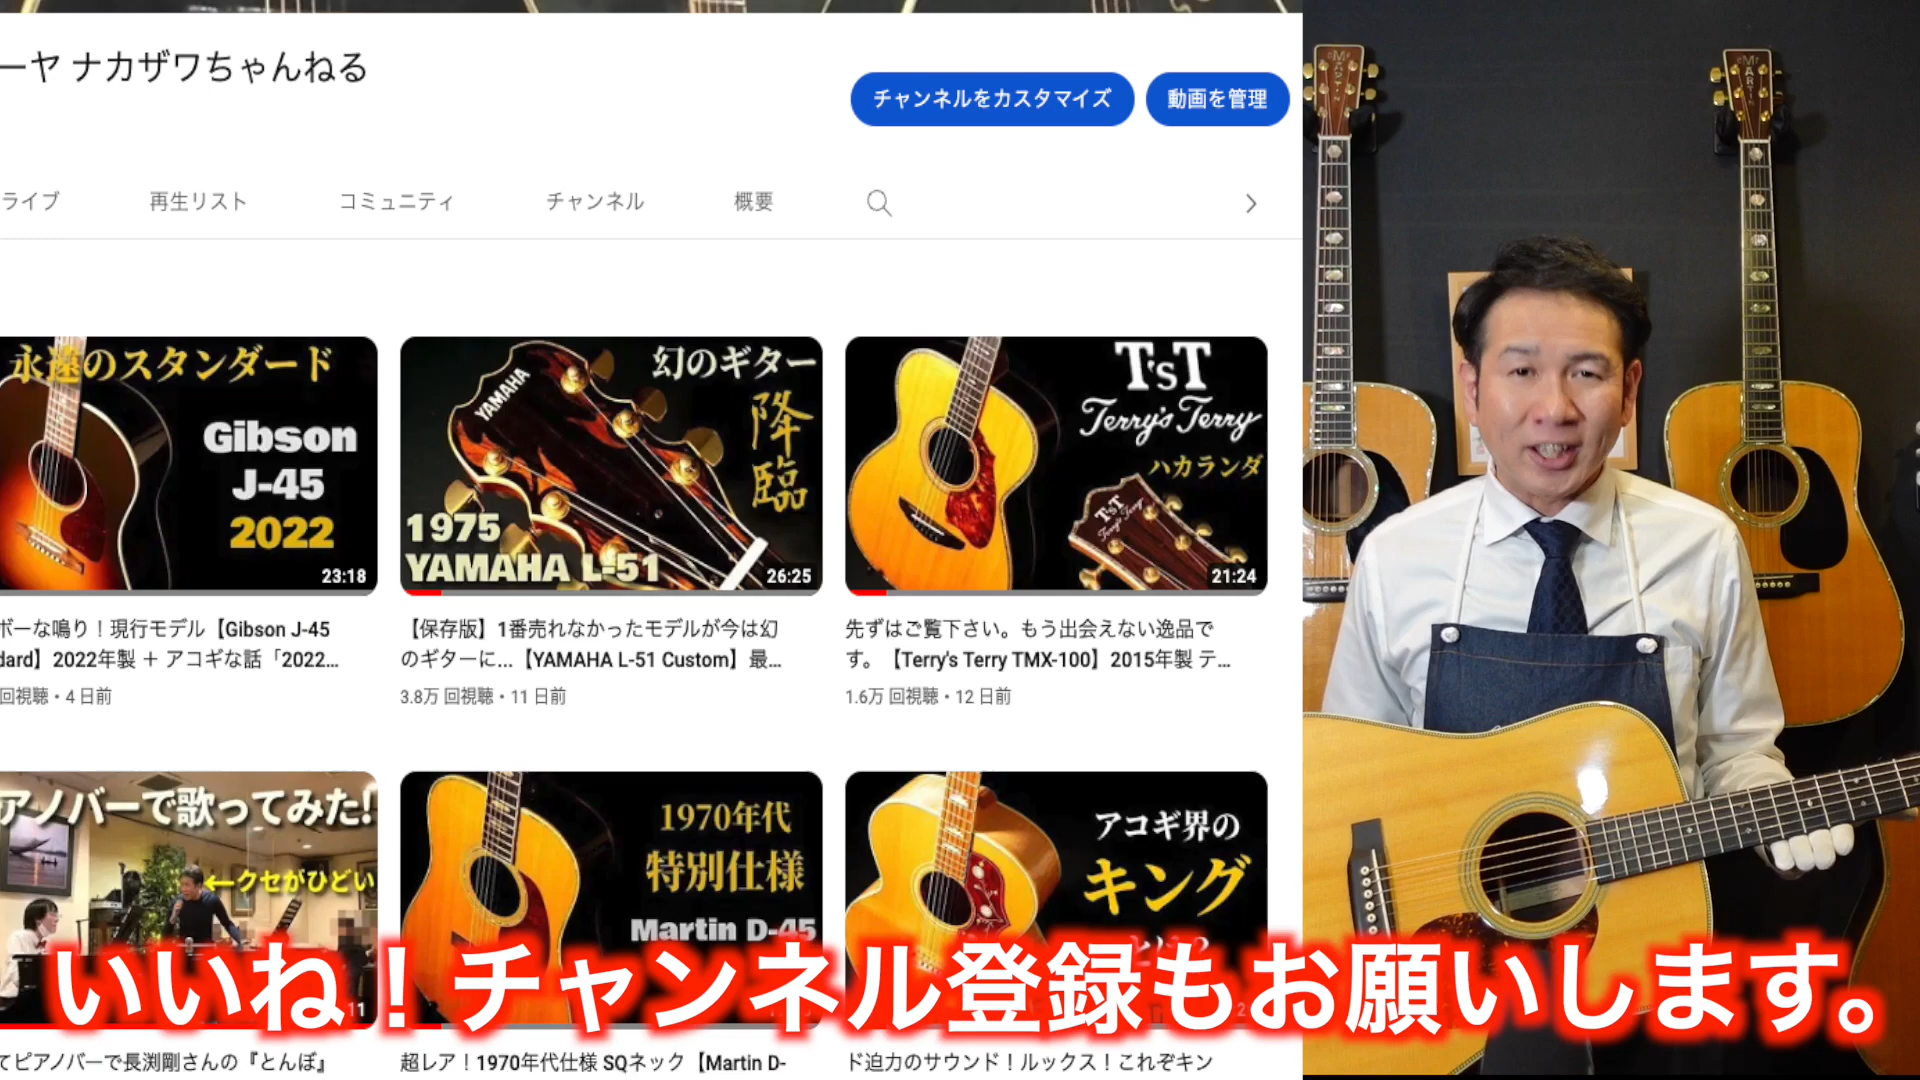 ーヤ ナカザワちゃんねる
チャンネルをカスタマイズ
動画を管理
ライブ
再生リスト
コミュニティ
チャンネル
概要
永遠のスタンダード
Gibson
J-45
2022
23:18
YAMAHA
幻のギター
降臨
1975
YAMAHA L-51
26:25
T'sT
Terry's Terry
ハカランダ
T'sT
Terry's Terry
21:24
ボーな鳴り！現行モデル【Gibson J-45
dard】2022年製 ＋ アコギな話「2022...
回視聴・4 日前
【保存版】1番売れなかったモデルが今は幻
のギターに...【YAMAHA L-51 Custom】最...
3.8万 回視聴・11 日前
先ずはご覧下さい。もう出会えない逸品で
す。【Terry's Terry TMX-100】2015年製 テ...
1.6万 回視聴・12 日前
アノバーで歌ってみた!
←クセがひどい
11
1970年代
特別仕様
Martin D-45
アコギ界の
キング
とは？
いいね！チャンネル登録もお願いします。
てピアノバーで長渕剛さんの『とんぼ』
超レア！1970年代仕様 SQネック【Martin D-
ド迫力のサウンド！ルックス！これぞキン
MARTIN
MARTIN